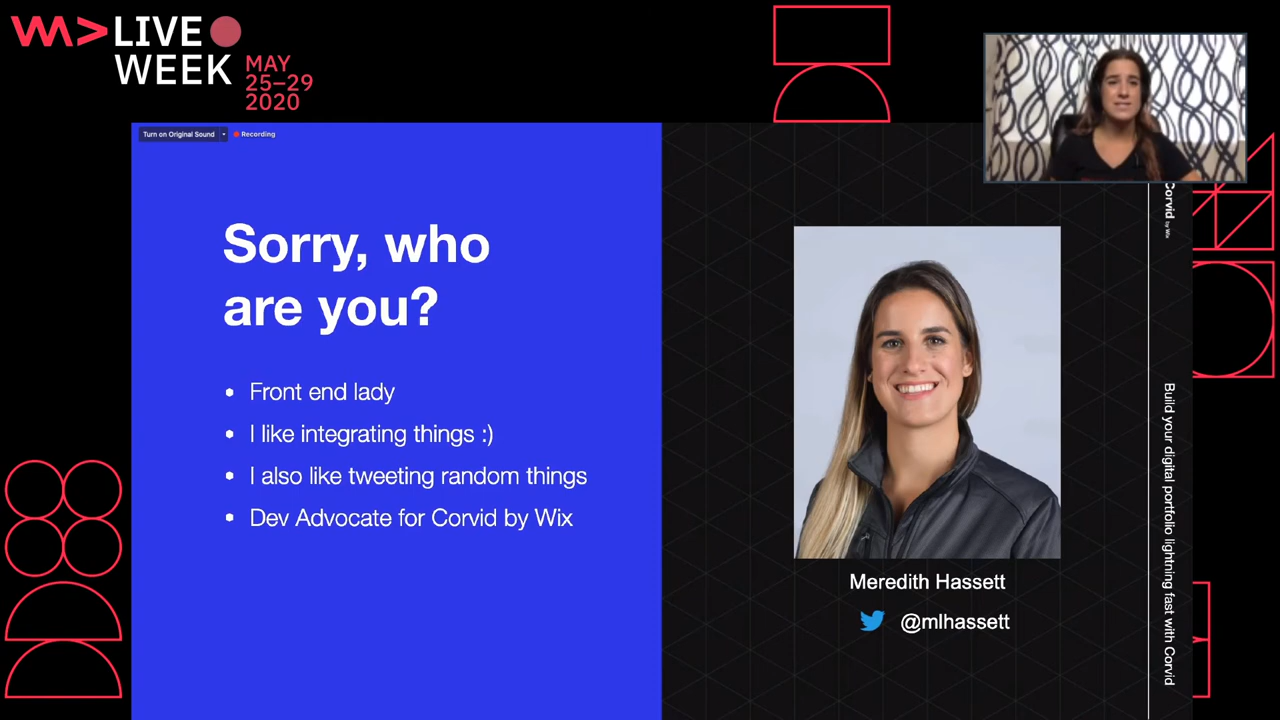 LIVE
WEEK
MAY
25–29
2020
Turn on Original Sound
Recording
Sorry, who
are you?
Front end lady
I like integrating things :)
I also like tweeting random things
Dev Advocate for Corvid by Wix
Meredith Hassett
@mlhassett
Corvid by Wix
Build your digital portfolio lightning fast with Corvid